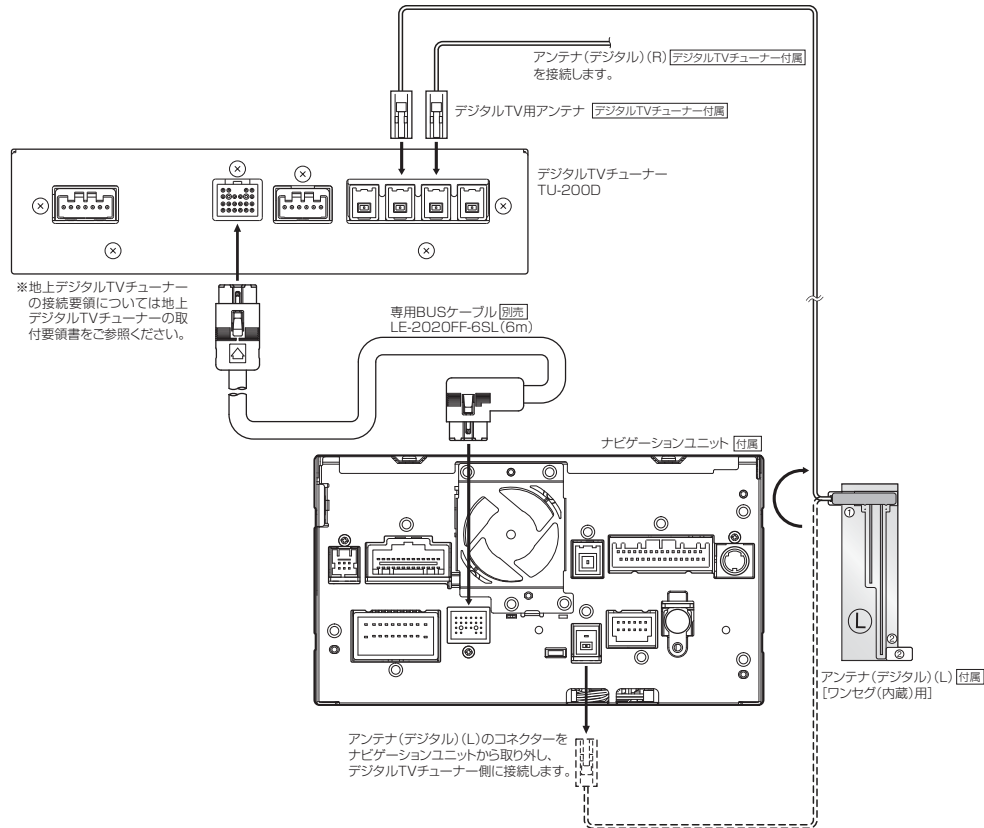 アンテナ(デジタル)(R) デジタルTVチューナー付属
を接続します。
デジタルTV用アンテナ デジタルTVチューナー付属
デジタルTVチューナー
TU-200D
※地上デジタルTVチューナー
の接続要領については地上
デジタルTVチューナーの取
付要領書をご参照ください。
専用BUSケーブル 別売
LE-2020FF-6SL(6m)
ナビゲーションユニット 付属
①
L
②
②
アンテナ(デジタル)(L) 付属
[ワンセグ(内蔵)用]
アンテナ(デジタル)(L)のコネクターを
ナビゲーションユニットから取り外し、
デジタルTVチューナー側に接続します。